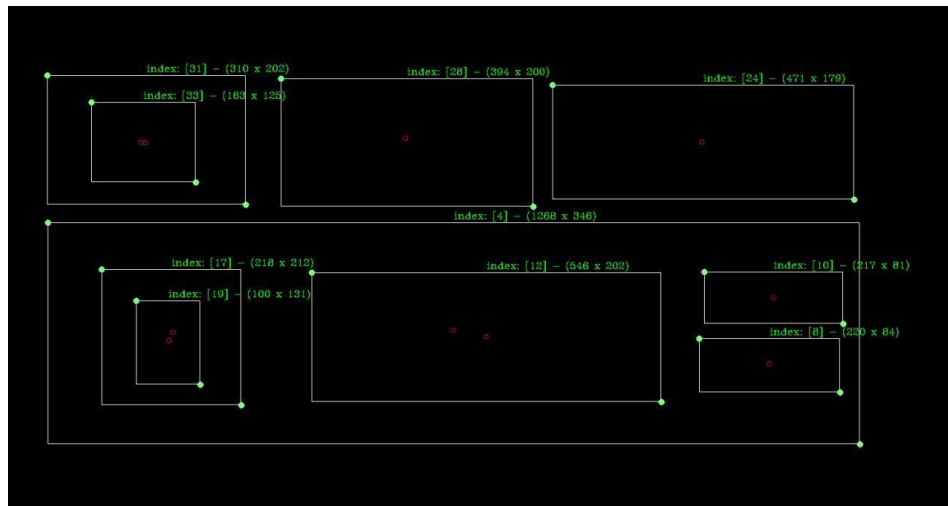 index: [31] - (310 x 202)
index: [28] - (394 x 200)
index: [24] - (471 x 179)
index: [33] - (163 x 125)
index: [4] - (1268 x 346)
index: [17] - (218 x 212)
index: [12] - (546 x 202)
index: [10] - (217 x 81)
index: [19] - (100 x 131)
index: [8] - (220 x 84)